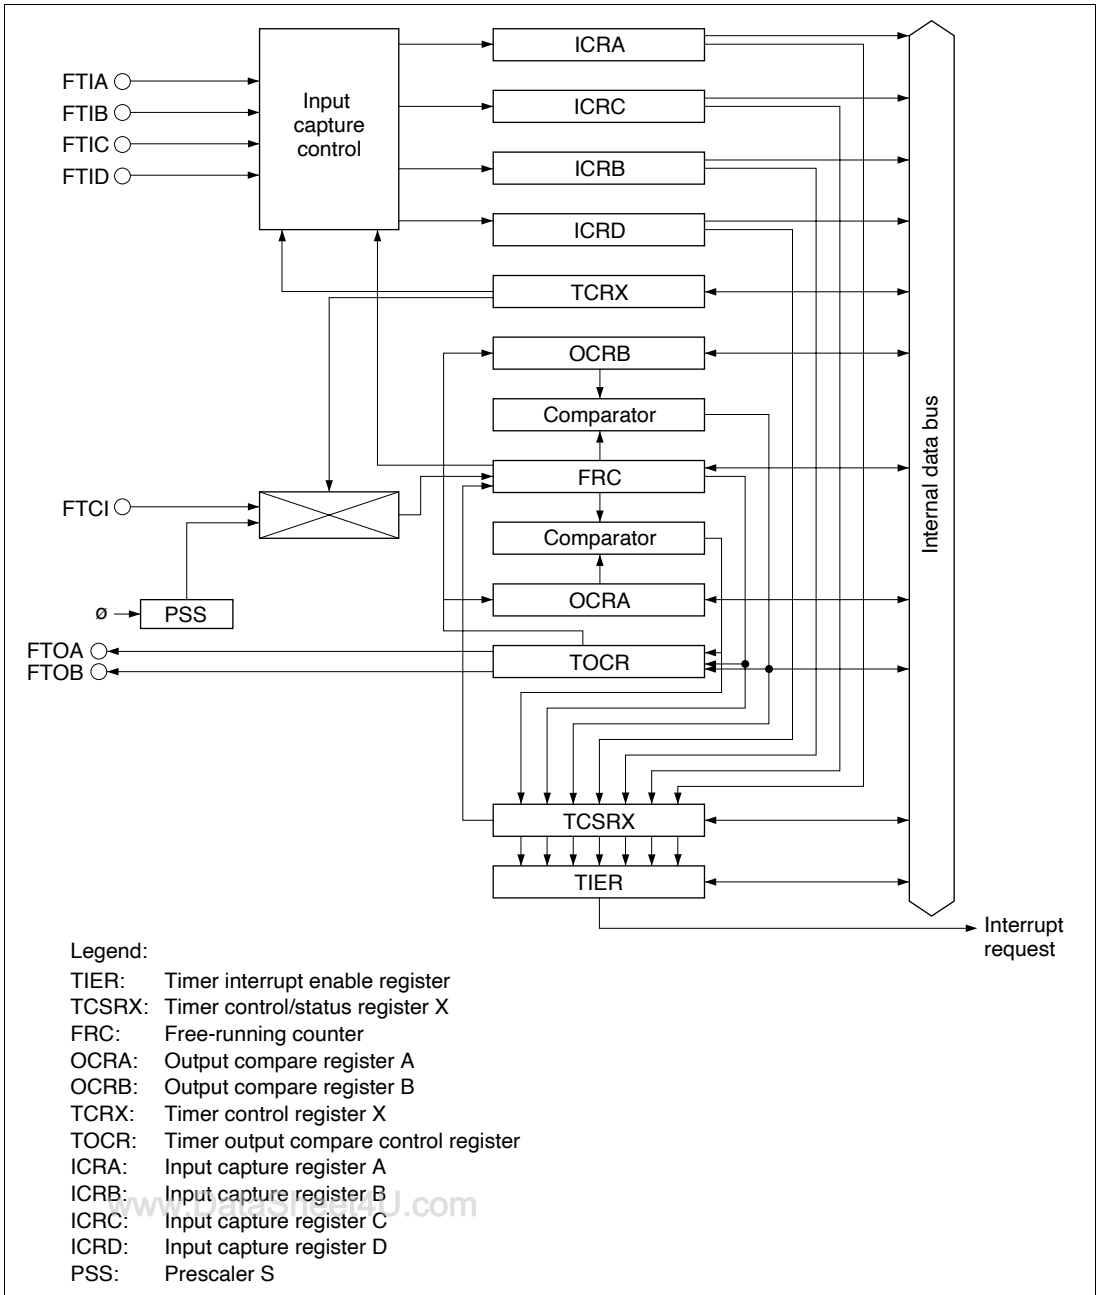 ICRA
FTIA
FTIB
FTIC
FTID
Input
capture
control
ICRC
ICRB
ICRD
TCRX
OCRB
Comparator
FRC
FTCI
Comparator
Internal data bus
OCRA
ø
PSS
FTOA
FTOB
TOCR
TCSRX
TIER
Interrupt
request
Legend:
TIER: Timer interrupt enable register
TCSRX: Timer control/status register X
FRC: Free-running counter
OCRA: Output compare register A
OCRB: Output compare register B
TCRX: Timer control register X
TOCR: Timer output compare control register
ICRA: Input capture register A
ICRB: Input capture register B
www.DataSheet4U.com
ICRC: Input capture register C
ICRD: Input capture register D
PSS: Prescaler S